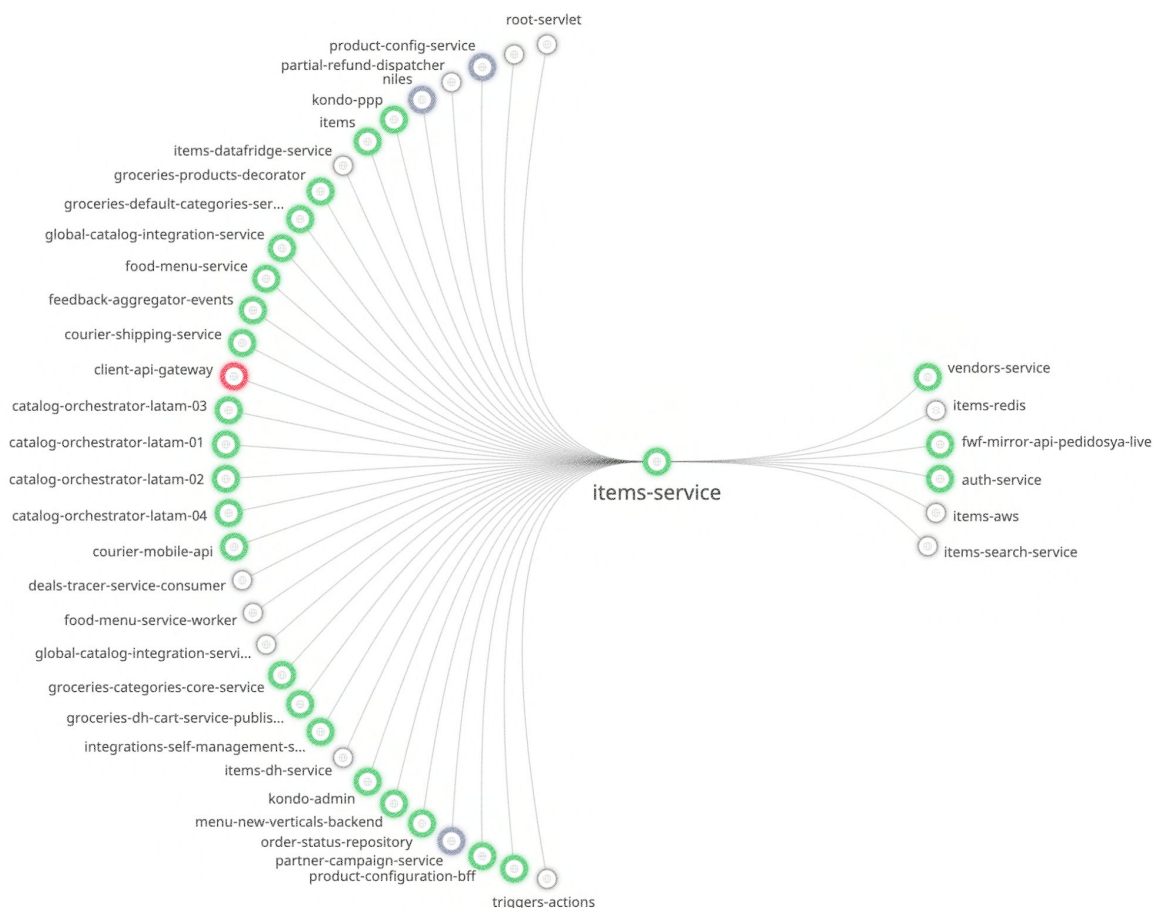 root-servlet
product-config-service
partial-refund-dispatcher
niles
kondo-ppp
items
items-datafridge-service
groceries-products-decorator
groceries-default-categories-ser...
global-catalog-integration-service
food-menu-service
feedback-aggregator-events
courier-shipping-service
client-api-gateway
catalog-orchestrator-latam-03
catalog-orchestrator-latam-01
catalog-orchestrator-latam-02
catalog-orchestrator-latam-04
courier-mobile-api
deals-tracer-service-consumer
food-menu-service-worker
global-catalog-integration-servi...
groceries-categories-core-service
groceries-dh-cart-service-publis...
integrations-self-management-s...
items-dh-service
kondo-admin
menu-new-verticals-backend
order-status-repository
partner-campaign-service
product-configuration-bff
triggers-actions
items-service
vendors-service
items-redis
fwf-mirror-api-pedidosya-live
auth-service
items-aws
items-search-service